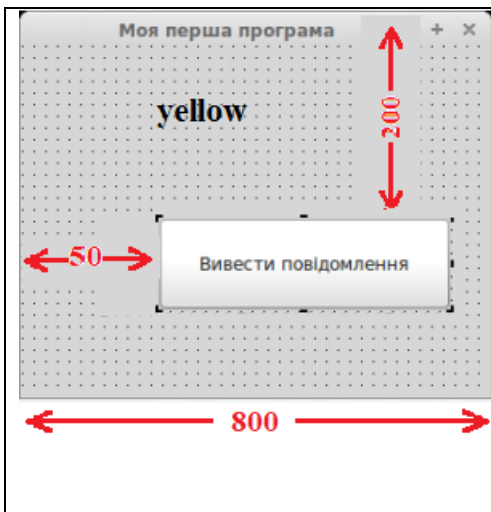 Моя перша програма + ×
yellow
200
50
Вивести повідомлення
800